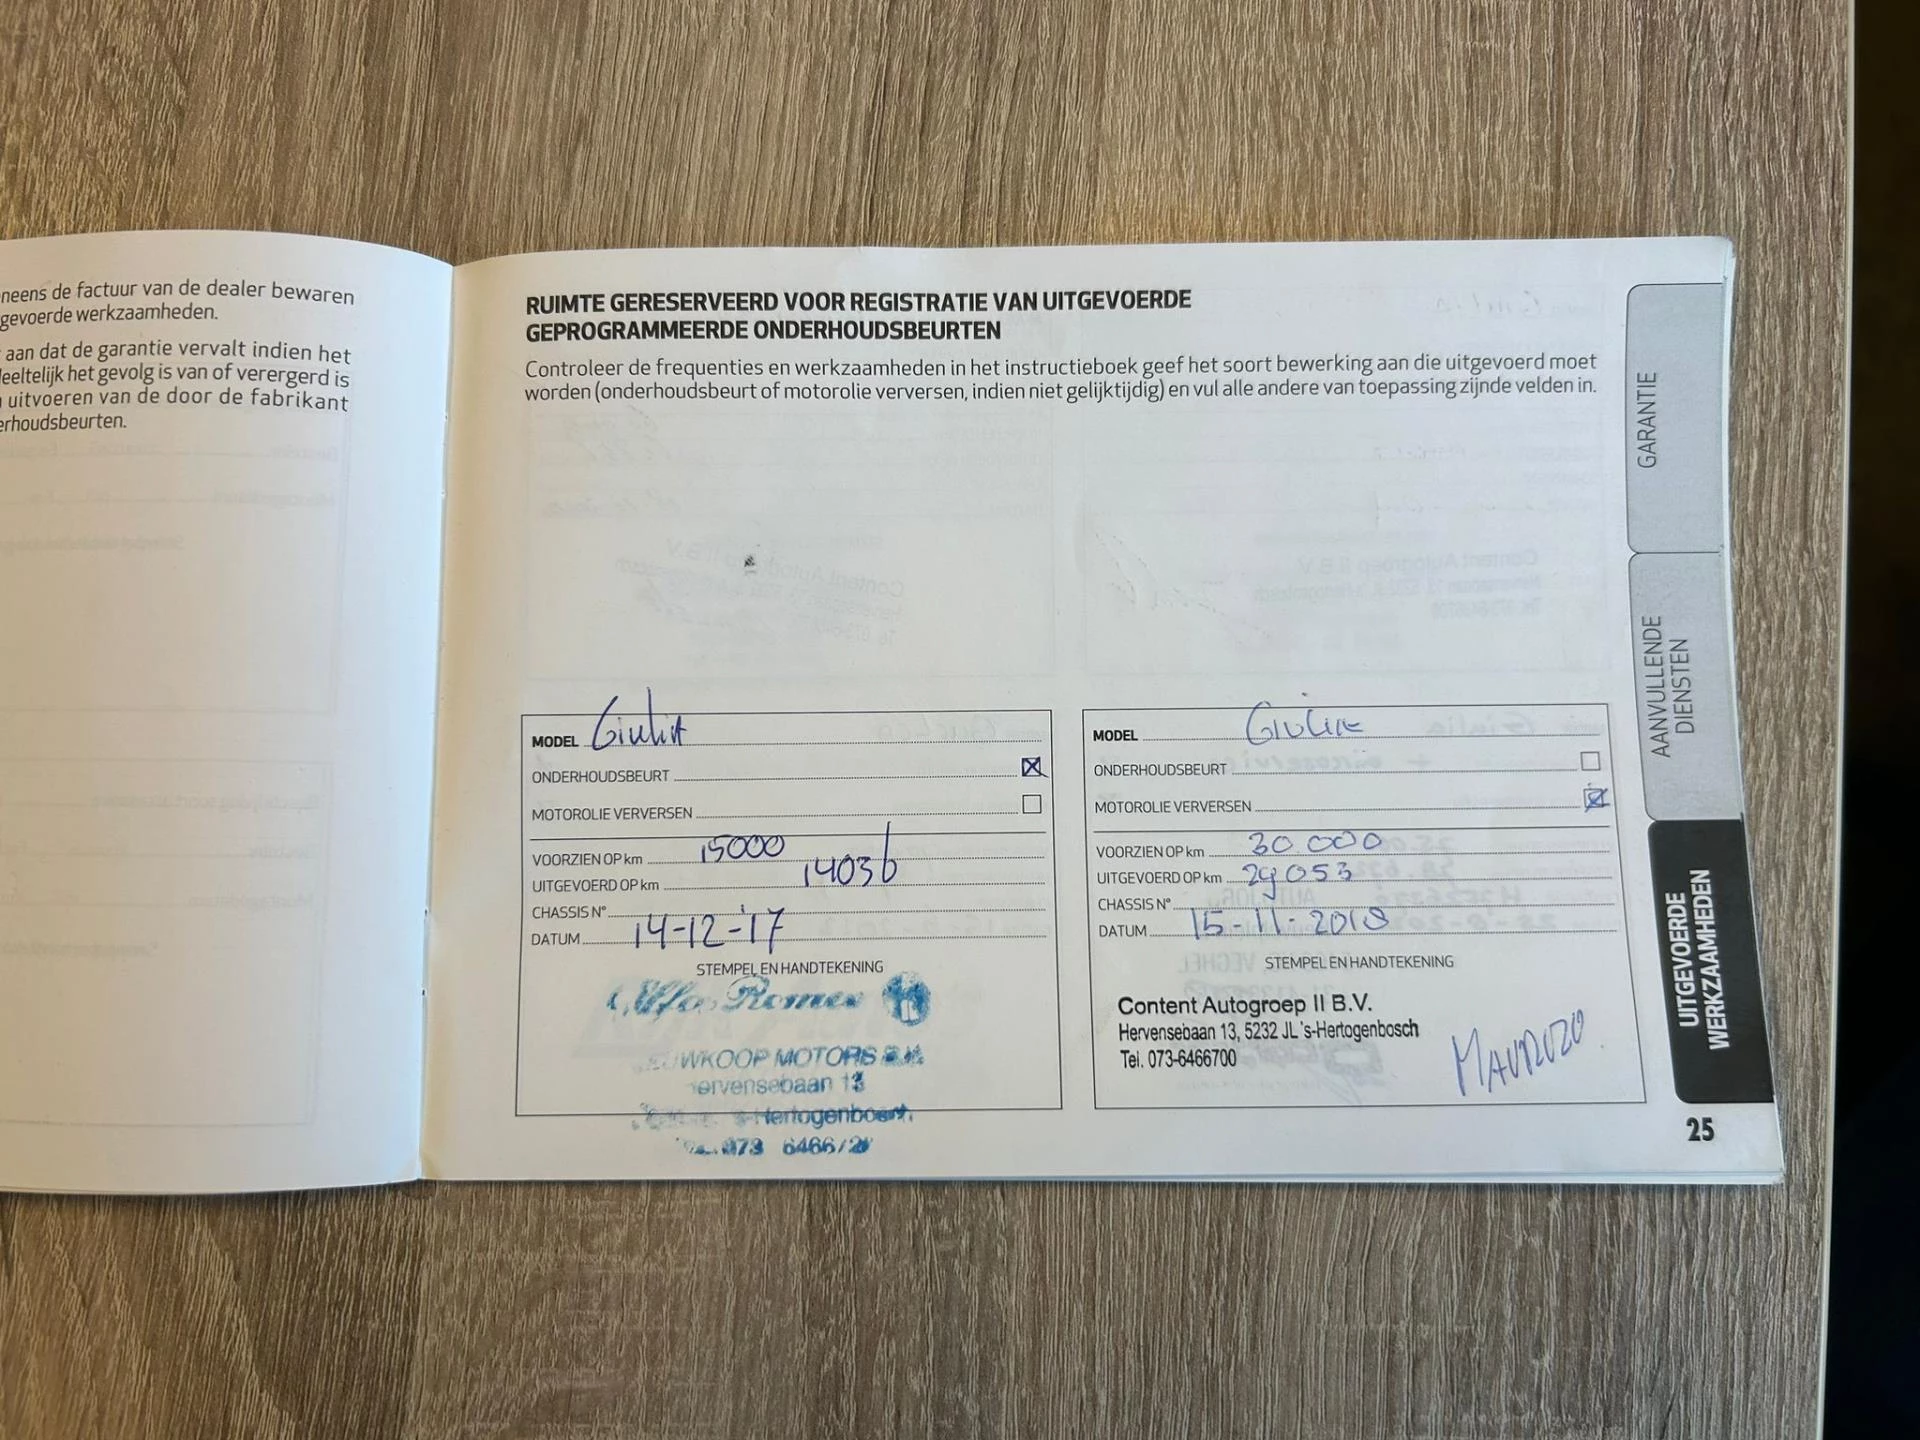 neens de factuur van de dealer bewaren
gevoerde werkzaamheden.
aan dat de garantie vervalt indien het
eeltelijk het gevolg is van of verergerd is
uitvoeren van de door de fabrikant
erhoudsbeurten.
RUIMTE GERESERVEERD VOOR REGISTRATIE VAN UITGEVOERDE
GEPROGRAMMEERDE ONDERHOUDSBEURTEN
Controleer de frequenties en werkzaamheden in het instructieboek geef het soort bewerking aan die uitgevoerd moet
worden (onderhoudsbeurt of motorolie verversen, indien niet gelijktijdig) en vul alle andere van toepassing zijnde velden in.
MODEL Giulia
ONDERHOUDSBEURT
MOTOROLIE VERVERSEN
VOORZIEN OP km 15000
UITGEVOERD OP km 14036
CHASSIS N°
DATUM 14-12-'17
STEMPEL EN HANDTEKENING
Alfa Romeo
UWKOOP MOTORS B.V.
ervensebaan 13
's-Hertogenbosch
073
MODEL Giulia
ONDERHOUDSBEURT
MOTOROLIE VERVERSEN
VOORZIEN OP km 30.000
UITGEVOERD OP km 29053
CHASSIS N°
DATUM 15-11-2018
STEMPEL EN HANDTEKENING
Content Autogroep II B.V.
Hervensebaan 13, 5232 JL 's-Hertogenbosch
Tel. 073-6466700
GARANTIE
AANVULLENDE
DIENSTEN
UITGEVOERDE
WERKZAAMHEDEN
25